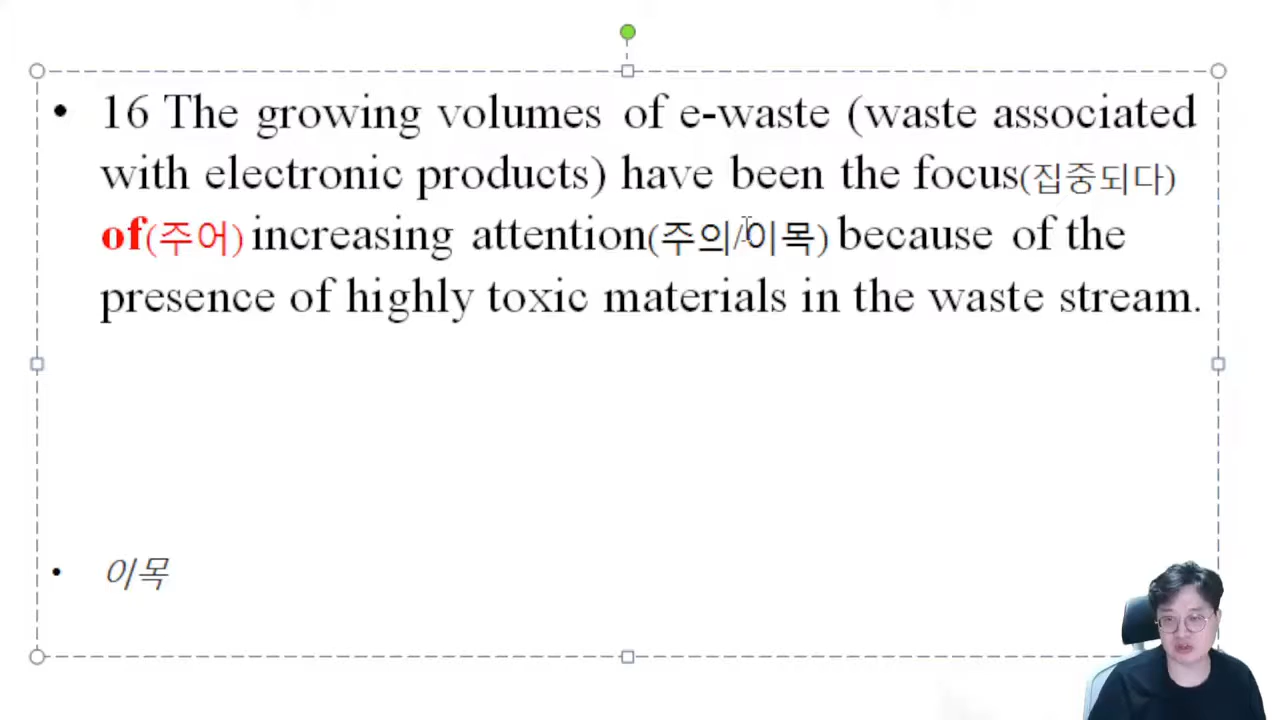 • 16 The growing volumes of e-waste (waste associated
with electronic products) have been the focus(집중되다)
of(주어) increasing attention(주의/이목) because of the
presence of highly toxic materials in the waste stream.
• 이목